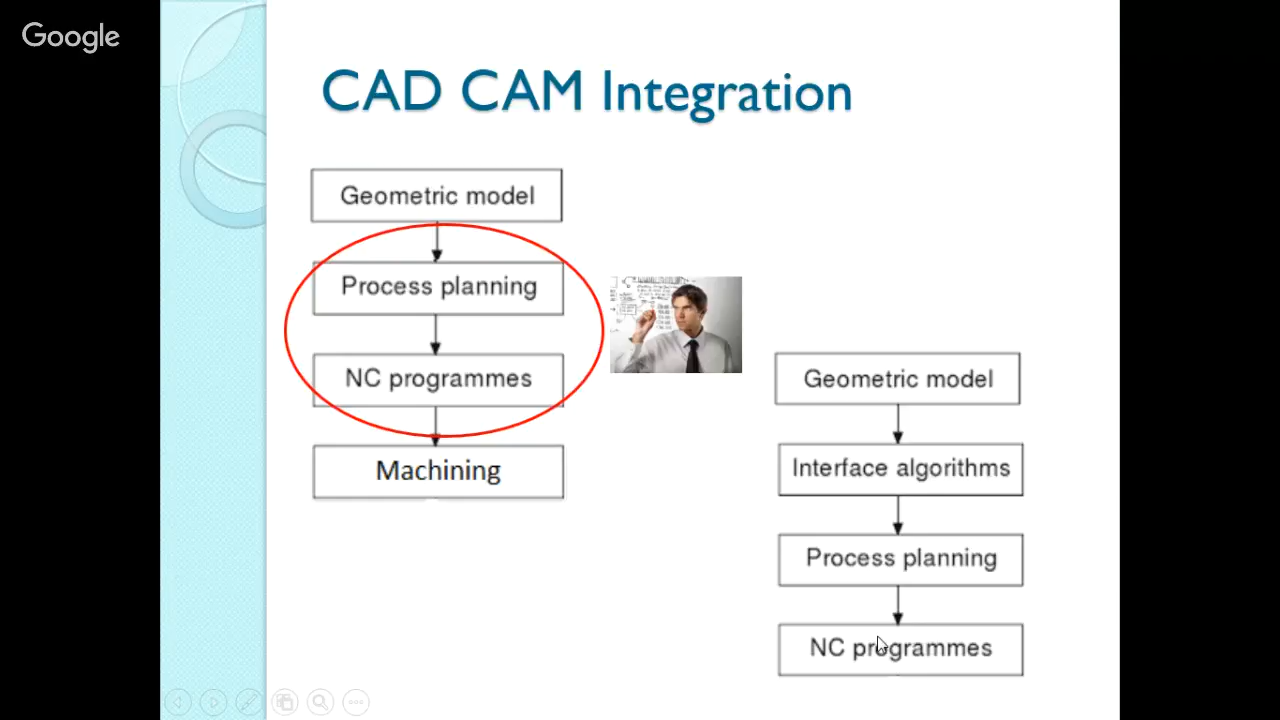 Google
CAD CAM Integration
Geometric model
Process planning
NC programmes
Machining
Geometric model
Interface algorithms
Process planning
NC programmes